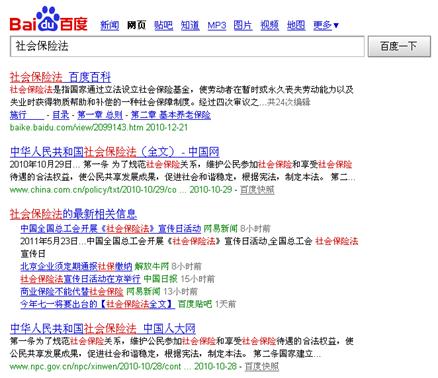 Bai du 百度 新闻 网页 贴吧 知道 MP3 图片 视频 地图 更多▼
社会保险法 百度一下
社会保险法_百度百科
社会保险法是指国家通过立法设立社会保险基金，使劳动者在暂时或永久丧失劳动能力以及
失业时获得物质帮助和补偿的一种社会保障制度。经过四次审议之...共24次编辑
施行____ - 目录 - 第一章 总则 - 第二章 基本养老保险
baike.baidu.com/view/2099143.htm 2010-12-21
中华人民共和国社会保险法（全文） - 中国网
2010年10月29日... 第一条 为了规范社会保险关系，维护公民参加社会保险和享受社会保险
待遇的合法权益，使公民共享发展成果，促进社会和谐稳定，根据宪法，制定本法。 第二...
www.china.com.cn/policy/txt/2010-10/29/co ... 2010-10-29 - 百度快照
社会保险法的最新相关信息
中国全国总工会开展《社会保险法》宣传日活动 网易新闻 8小时前
2011年5月23日...中国全国总工会开展《社会保险法》宣传日活动,全国总工会 社会保险法
宣传日
北京企业须定期通报社保缴纳 解放牛网 8小时前
社会保险法宣传日活动在京举行 中国日报 15小时前
商业保险不能代替社会保险 网易新闻 13小时前
今年七一将要出台的【社会保险法全文】 百度贴吧 1天前
中华人民共和国社会保险法_中国人大网
第一条为了规范社会保险关系，维护公民参加社会保险和享受社会保险待遇的合法权益，使公
民共享发展成果，促进社会和谐稳定，根据宪法，制定本法。 第二条国家建立...
www.npc.gov.cn/npc/xinwen/2010-10/28/cont ... 2010-10-28 - 百度快照